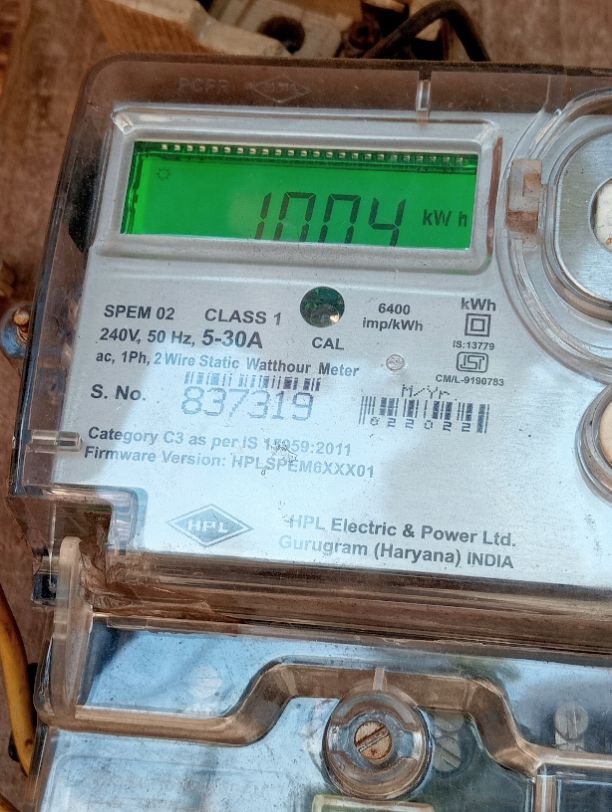 HPL
1004 kWh
SPEM 02 CLASS 1 6400 imp/kWh kWh
240V, 50 Hz, 5-30A CAL IS:13779
ac, 1Ph, 2 Wire Static Watthour Meter CM/L-9190783
S. No. 837319 M/Yr.
Category C3 as per IS 15959:2011
Firmware Version: HPLSPEM6XXX01
HPL HPL Electric & Power Ltd.
Gurugram (Haryana) INDIA